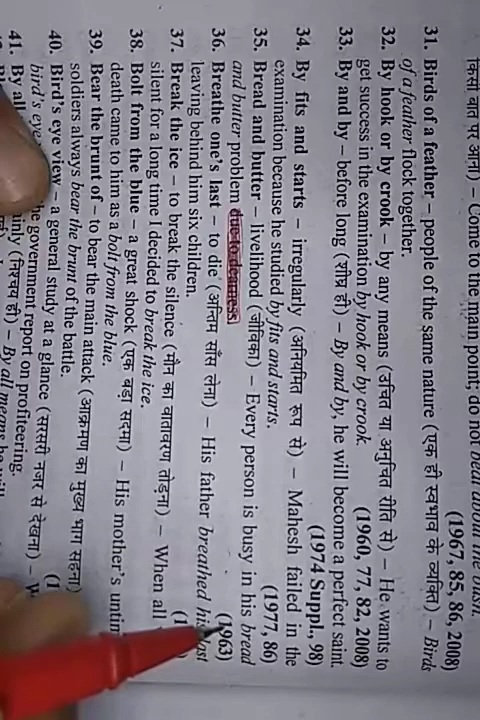 किसी बात पर आना) – Come to the main point; do not beat about the bush.
(1967, 85, 86, 2008)
31. Birds of a feather – people of the same nature (एक ही स्वभाव के व्यक्ति) – Birds
of a feather flock together.
32. By hook or by crook – by any means (उचित या अनुचित रीति से) – He wants to
get success in the examination by hook or by crook. (1960, 77, 82, 2008)
33. By and by – before long (शीघ्र ही) – By and by, he will become a perfect saint.
(1974 Suppl., 98)
34. By fits and starts – irregularly (अनियमित रूप से) – Mahesh failed in the
examination because he studied by fits and starts. (1977, 86)
35. Bread and butter – livelihood (जीविका) – Every person is busy in his bread
and butter problem due to dearness. (1963)
36. Breathe one's last – to die (अन्तिम साँस लेना) – His father breathed his last
leaving behind him six children.
37. Break the ice – to break the silence (मौन का वातावरण तोड़ना) – When all
silent for a long time I decided to break the ice.
38. Bolt from the blue – a great shock (एक बड़ा सदमा) – His mother's
death came to him as a bolt from the blue.
39. Bear the brunt of – to bear the main attack (आक्रमण का मुख्य भाग सहना)
soldiers always bear the brunt of the battle.
40. Bird's eye view – a general study at a glance (सरसरी नजर से देखना) –
bird's eye government report on profiteering.
41. By all (निश्चय ही) – By all means he will